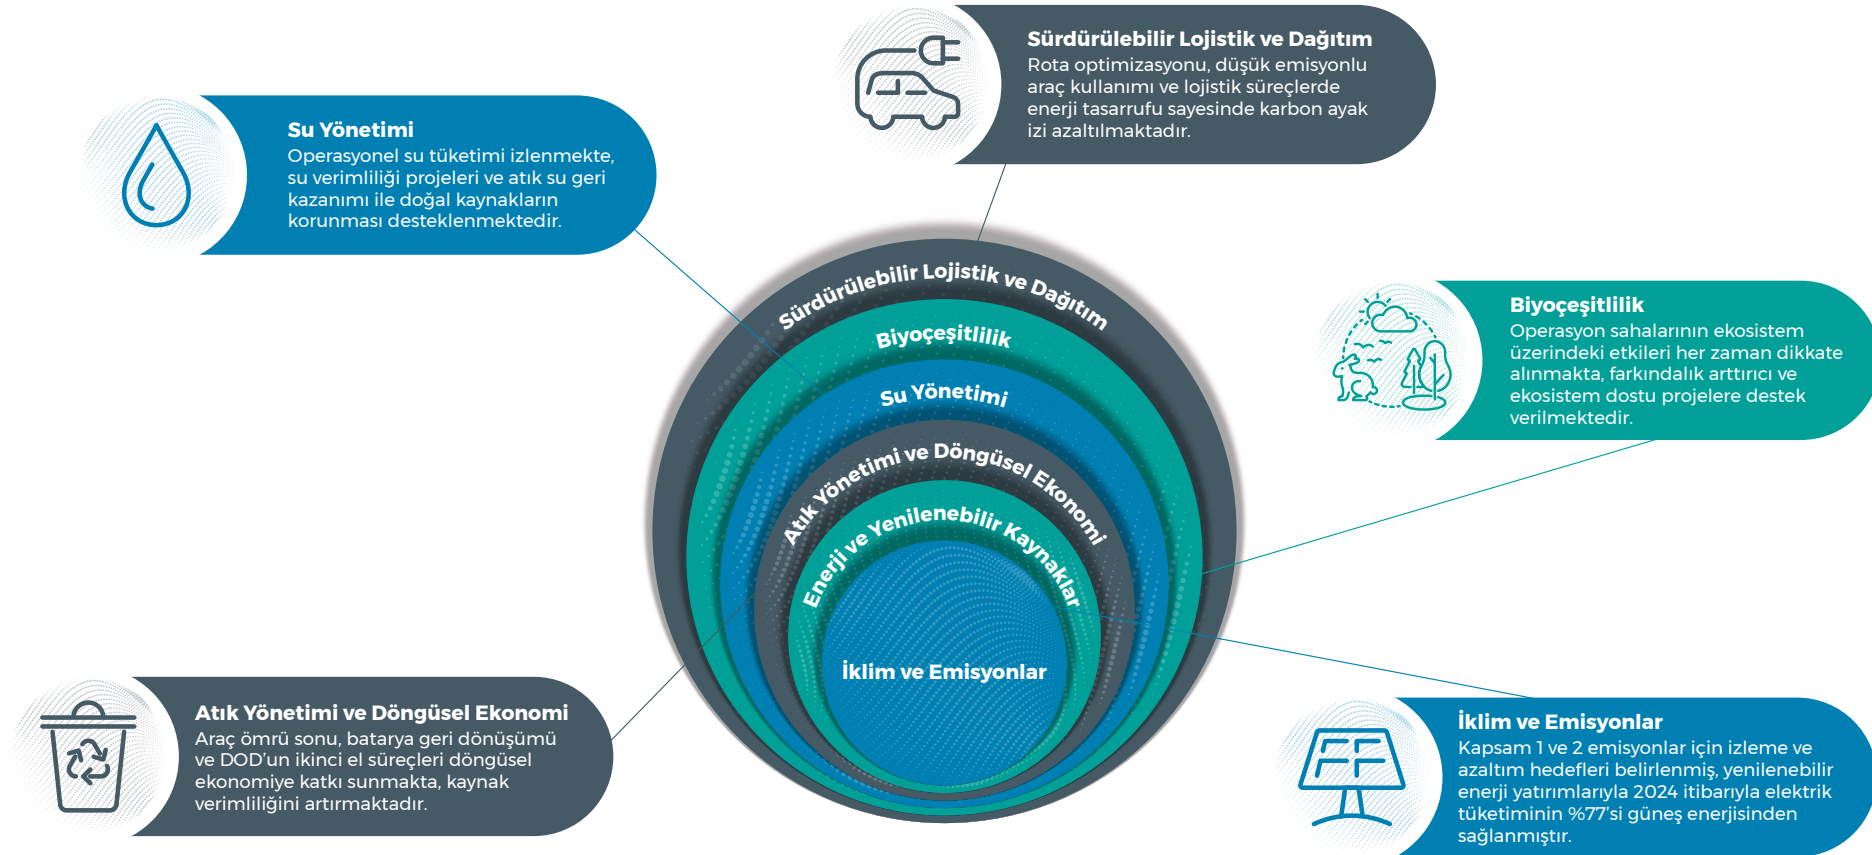 Sürdürülebilir Lojistik ve Dağıtım
Rota optimizasyonu, düşük emisyonlu
araç kullanımı ve lojistik süreçlerde
enerji tasarrufu sayesinde karbon ayak
izi azaltılmaktadır.
Su Yönetimi
Operasyonel su tüketimi izlenmekte,
su verimliliği projeleri ve atık su geri
kazanımı ile doğal kaynakların
korunması desteklenmektedir.
Biyoçeşitlilik
Operasyon sahalarının ekosistem
üzerindeki etkileri her zaman dikkate
alınmakta, farkındalık arttırıcı ve
ekosistem dostu projelere destek
verilmektedir.
Sürdürülebilir Lojistik ve Dağıtım
Biyoçeşitlilik
Su Yönetimi
Atık Yönetimi ve Döngüsel Ekonomi
Enerji ve Yenilenebilir Kaynaklar
İklim ve Emisyonlar
Atık Yönetimi ve Döngüsel Ekonomi
Araç ömrü sonu, batarya geri dönüşümü
ve DOD'un ikinci el süreçleri döngüsel
ekonomiye katkı sunmakta, kaynak
verimliliğini artırmaktadır.
İklim ve Emisyonlar
Kapsam 1 ve 2 emisyonlar için izleme ve
azaltım hedefleri belirlenmiş, yenilenebilir
enerji yatırımlarıyla 2024 itibarıyla elektrik
tüketiminin %77'si güneş enerjisinden
sağlanmıştır.